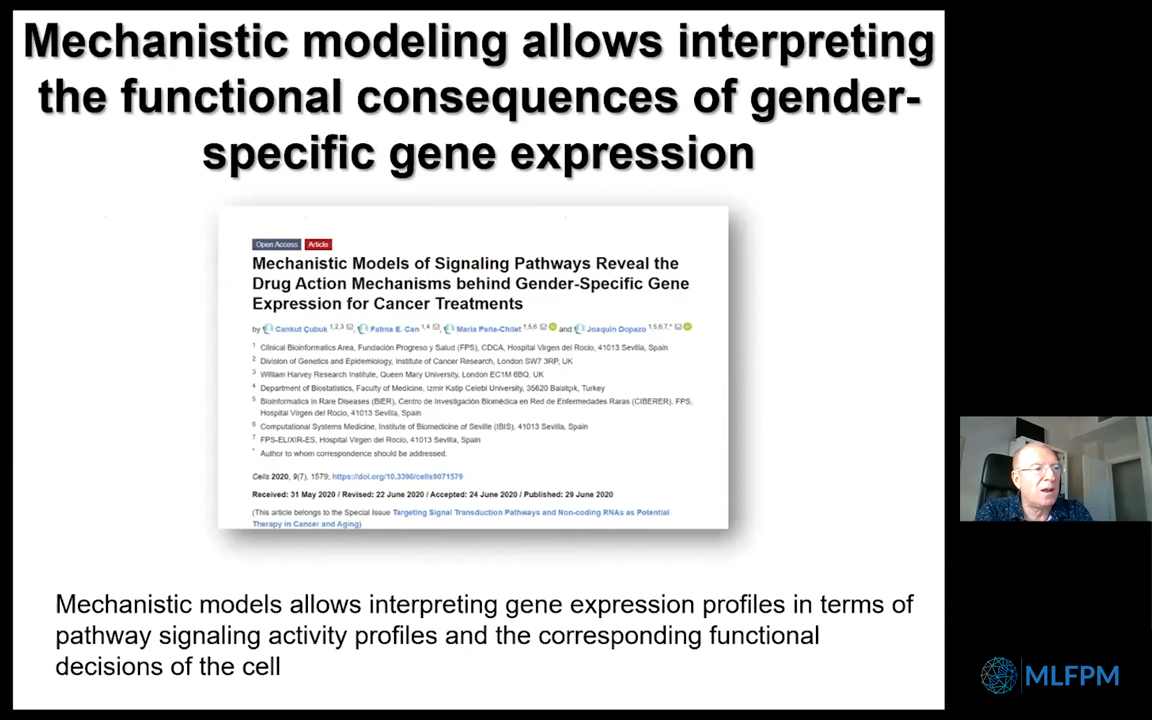 Mechanistic modeling allows interpreting
the functional consequences of gender-
specific gene expression
Open Access Article
Mechanistic Models of Signaling Pathways Reveal the
Drug Action Mechanisms behind Gender-Specific Gene
Expression for Cancer Treatments
by Cankut Çubuk 1,2,3, Fatma E. Can 1,4, Maria Peña-Chilet 1,5,6 and Joaquín Dopazo 1,5,6,7,*
1 Clinical Bioinformatics Area, Fundación Progreso y Salud (FPS), CDCA, Hospital Virgen del Rocio, 41013 Sevilla, Spain
2 Division of Genetics and Epidemiology, Institute of Cancer Research, London SW7 3RP, UK
3 William Harvey Research Institute, Queen Mary University, London EC1M 6BQ, UK
4 Department of Biostatistics, Faculty of Medicine, Izmir Katip Celebi University, 35620 Balatçık, Turkey
5 Bioinformatics in Rare Diseases (BiER), Centro de Investigación Biomédica en Red de Enfermedades Raras (CIBERER), FPS,
Hospital Virgen del Rocío, 41013 Sevilla, Spain
6 Computational Systems Medicine, Institute of Biomedicine of Seville (IBIS), 41013 Sevilla, Spain
7 FPS-ELIXIR-ES, Hospital Virgen del Rocío, 41013 Sevilla, Spain
* Author to whom correspondence should be addressed.
Cells 2020, 9(7), 1579; https://doi.org/10.3390/cells9071579
Received: 31 May 2020 / Revised: 22 June 2020 / Accepted: 24 June 2020 / Published: 29 June 2020
(This article belongs to the Special Issue Targeting Signal Transduction Pathways and Non-coding RNAs as Potential
Therapy in Cancer and Aging)
Mechanistic models allows interpreting gene expression profiles in terms of
pathway signaling activity profiles and the corresponding functional
decisions of the cell
MLFPM